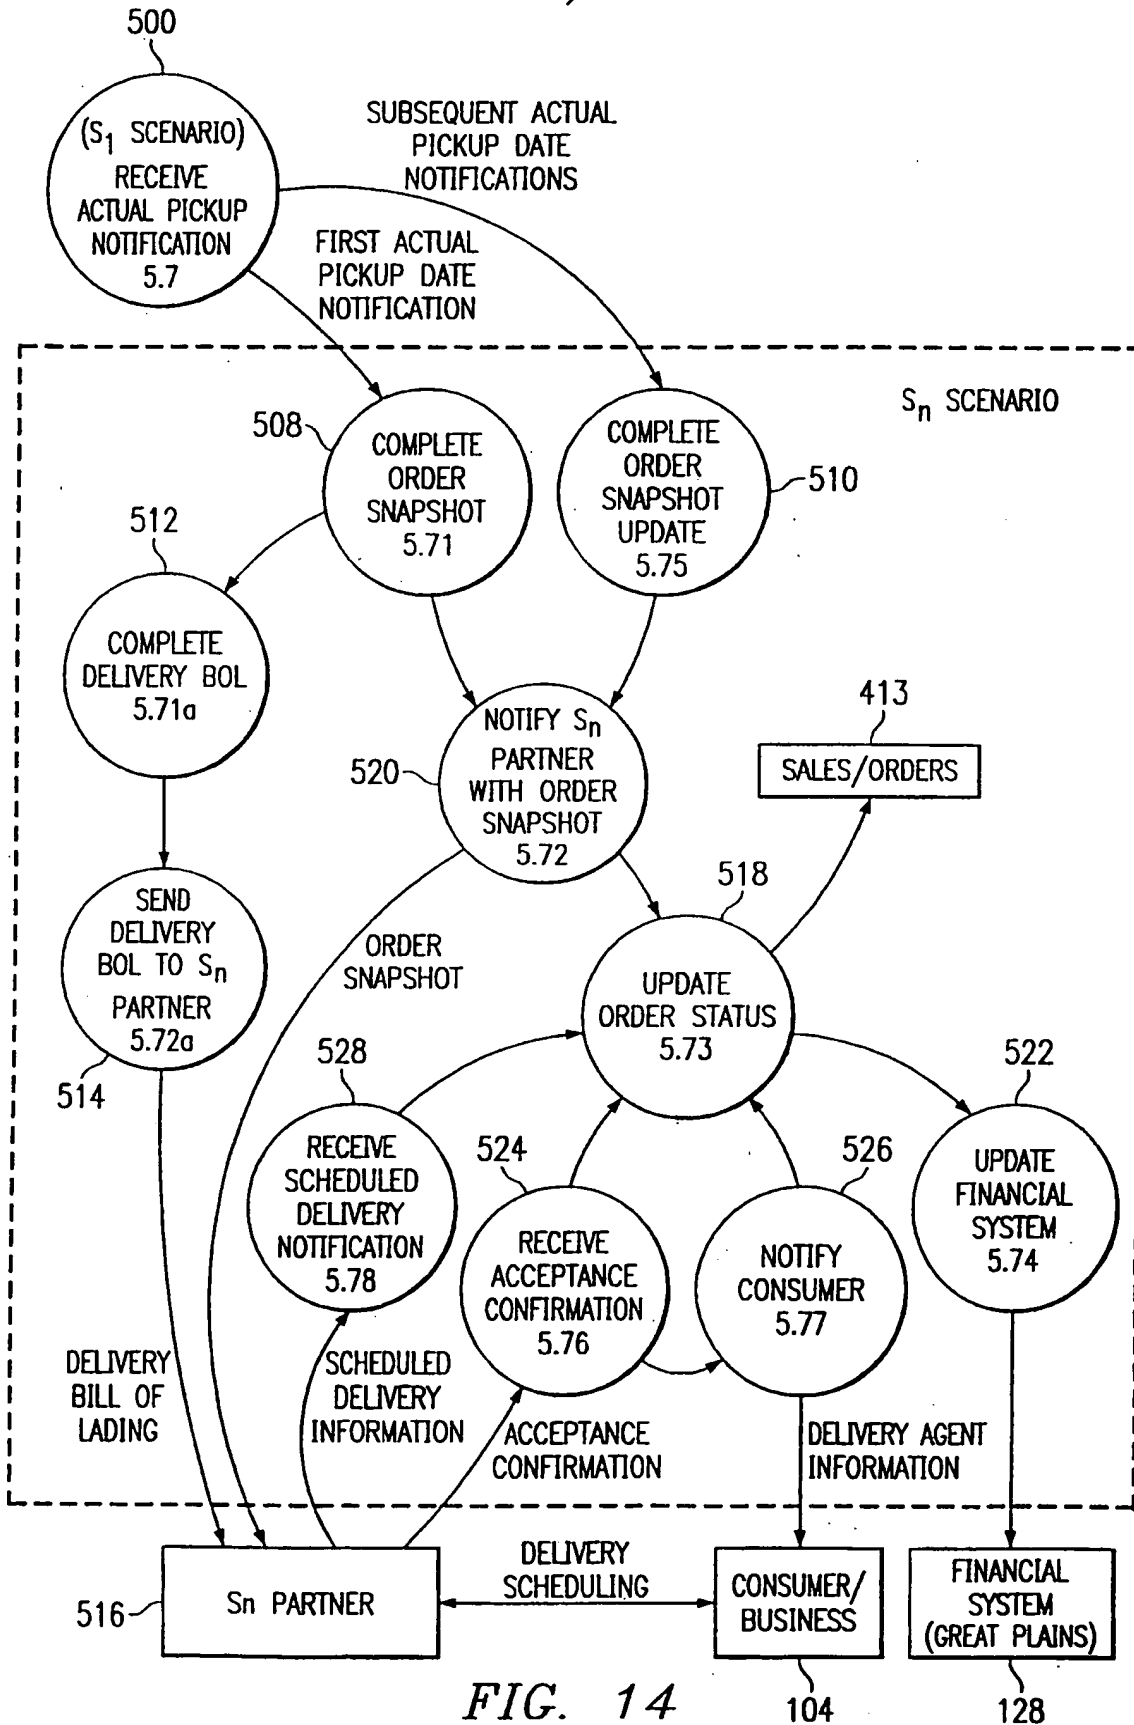 500
(S1 SCENARIO)
RECEIVE
ACTUAL PICKUP
NOTIFICATION
5.7
SUBSEQUENT ACTUAL
PICKUP DATE
NOTIFICATIONS
FIRST ACTUAL
PICKUP DATE
NOTIFICATION
Sn SCENARIO
508
COMPLETE
ORDER
SNAPSHOT
5.71
COMPLETE
ORDER
SNAPSHOT
UPDATE
5.75
510
512
COMPLETE
DELIVERY BOL
5.71a
520
NOTIFY Sn
PARTNER
WITH ORDER
SNAPSHOT
5.72
413
SALES/ORDERS
SEND
DELIVERY
BOL TO Sn
PARTNER
5.72a
514
ORDER
SNAPSHOT
518
UPDATE
ORDER STATUS
5.73
528
RECEIVE
SCHEDULED
DELIVERY
NOTIFICATION
5.78
524
RECEIVE
ACCEPTANCE
CONFIRMATION
5.76
526
NOTIFY
CONSUMER
5.77
522
UPDATE
FINANCIAL
SYSTEM
5.74
DELIVERY
BILL OF
LADING
SCHEDULED
DELIVERY
INFORMATION
ACCEPTANCE
CONFIRMATION
DELIVERY AGENT
INFORMATION
516
Sn PARTNER
DELIVERY
SCHEDULING
CONSUMER/
BUSINESS
104
FINANCIAL
SYSTEM
(GREAT PLAINS)
128
FIG. 14